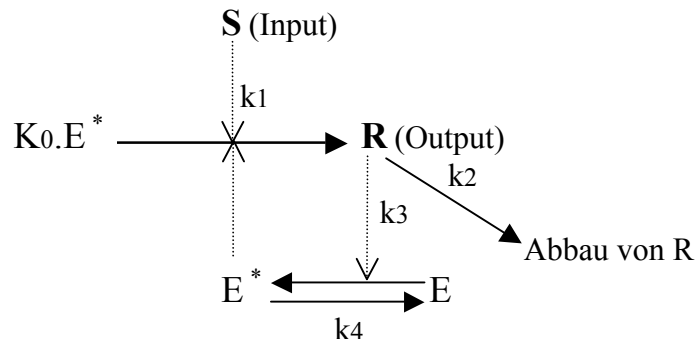 S (Input)
k1
K0.E* R (Output)
k2
k3
Abbau von R
E* E
k4